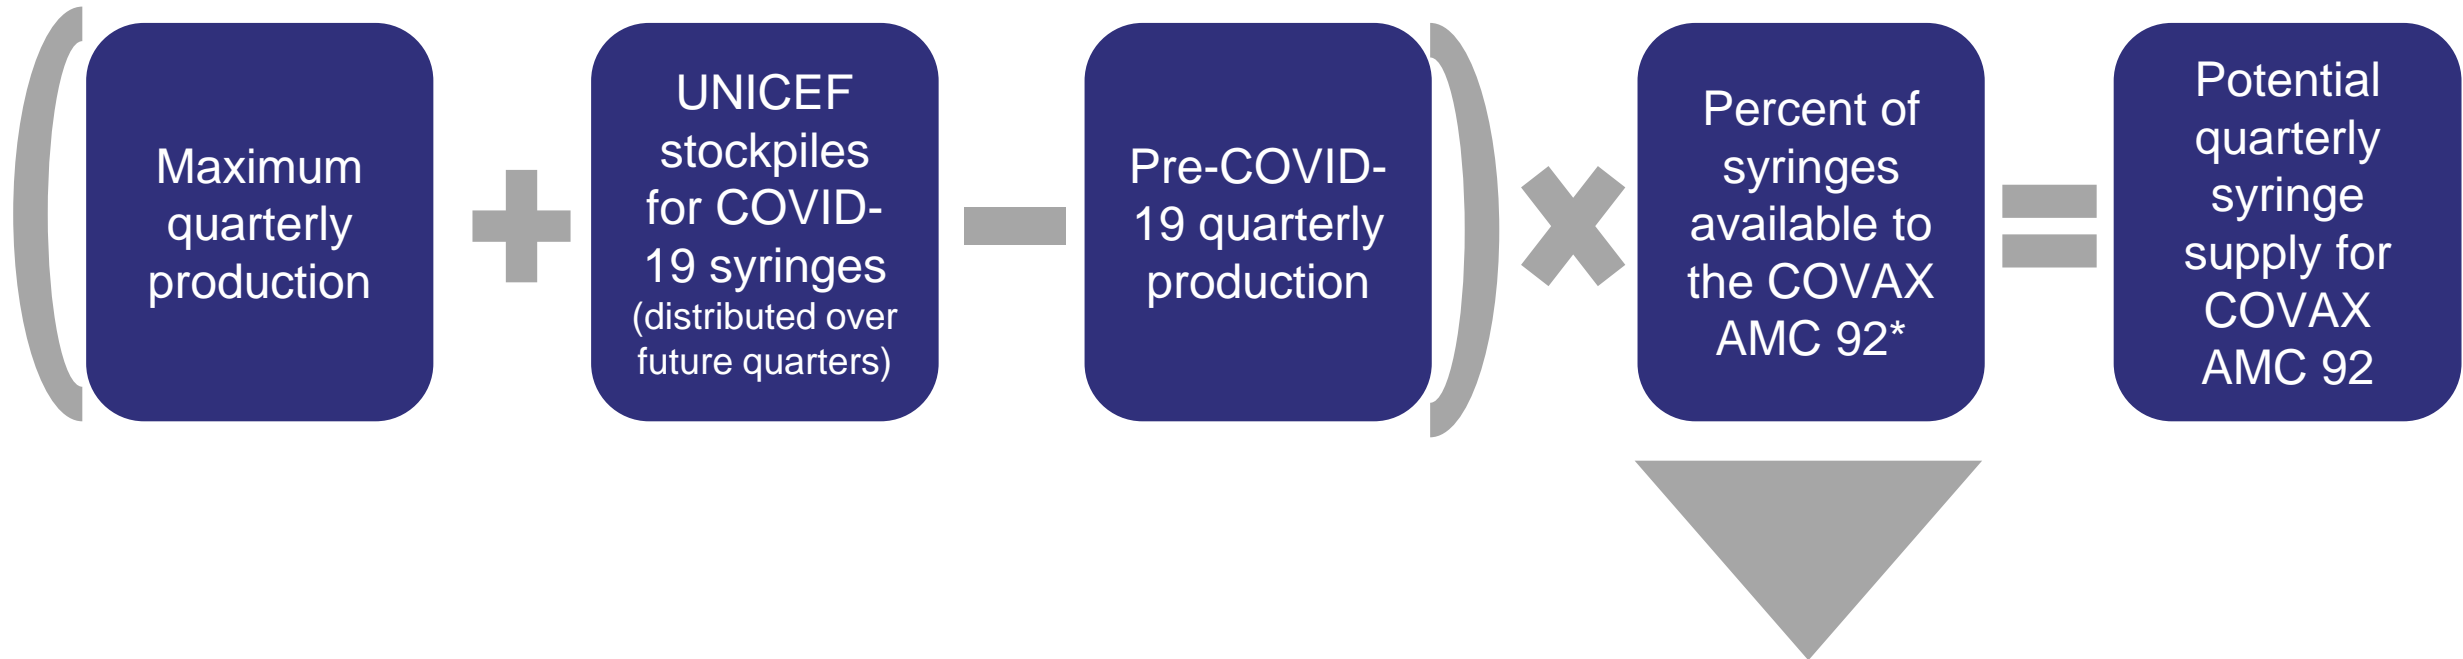 Maximum
quarterly
production
UNICEF
stockpiles
for COVID-
19 syringes
(distributed over
future quarters)
Pre-COVID-
19 quarterly
production
Percent of
syringes
available to
the COVAX
AMC 92*
Potential
quarterly
syringe
supply for
COVAX
AMC 92